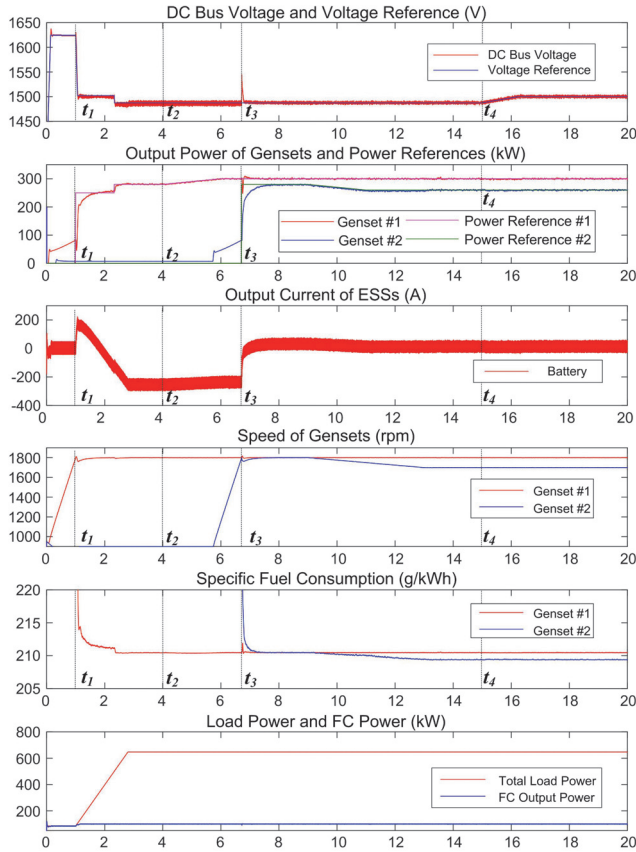 DC Bus Voltage and Voltage Reference (V)
1650
1600
1550
1500
1450
DC Bus Voltage
Voltage Reference
t1
t2
t3
t4
0 2 4 6 8 10 12 14 16 18 20
Output Power of Gensets and Power References (kW)
300
200
100
0
Genset #1
Power Reference #1
Genset #2
Power Reference #2
t1
t2
t3
t4
0 2 4 6 8 10 12 14 16 18 20
Output Current of ESSs (A)
200
0
-200
-400
Battery
t1
t2
t3
t4
0 2 4 6 8 10 12 14 16 18 20
Speed of Gensets (rpm)
1800
1600
1400
1200
1000
Genset #1
Genset #2
t1
t2
t3
t4
0 2 4 6 8 10 12 14 16 18 20
Specific Fuel Consumption (g/kWh)
220
215
210
205
Genset #1
Genset #2
t1
t2
t3
t4
0 2 4 6 8 10 12 14 16 18 20
Load Power and FC Power (kW)
800
600
400
200
Total Load Power
FC Output Power
0 2 4 6 8 10 12 14 16 18 20